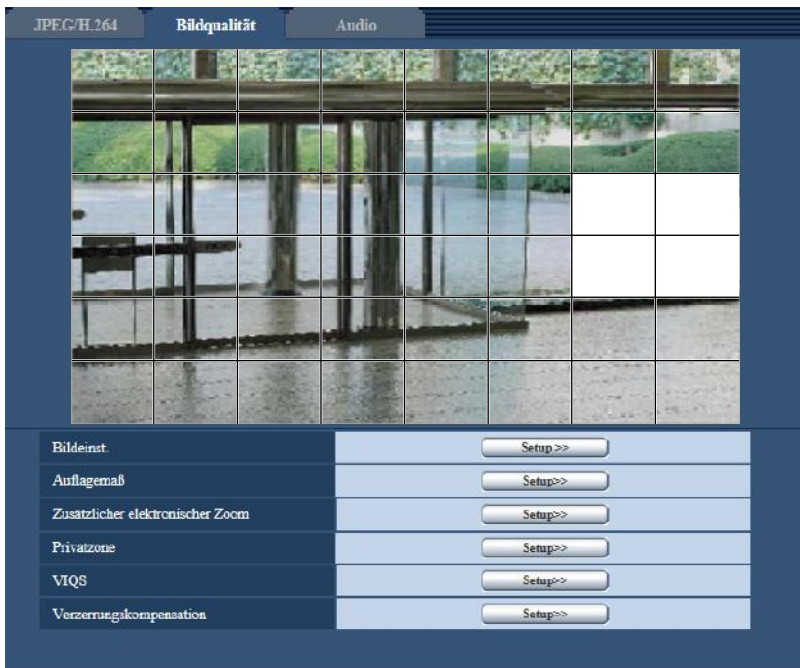 JPEG/H.264 Bildqualität Audio
Bildeinst. Setup>>
Auflagemaß Setup>>
Zusätzlicher elektronischer Zoom Setup>>
Privatzone Setup>>
VIQS Setup>>
Verzerrungskompensation Setup>>